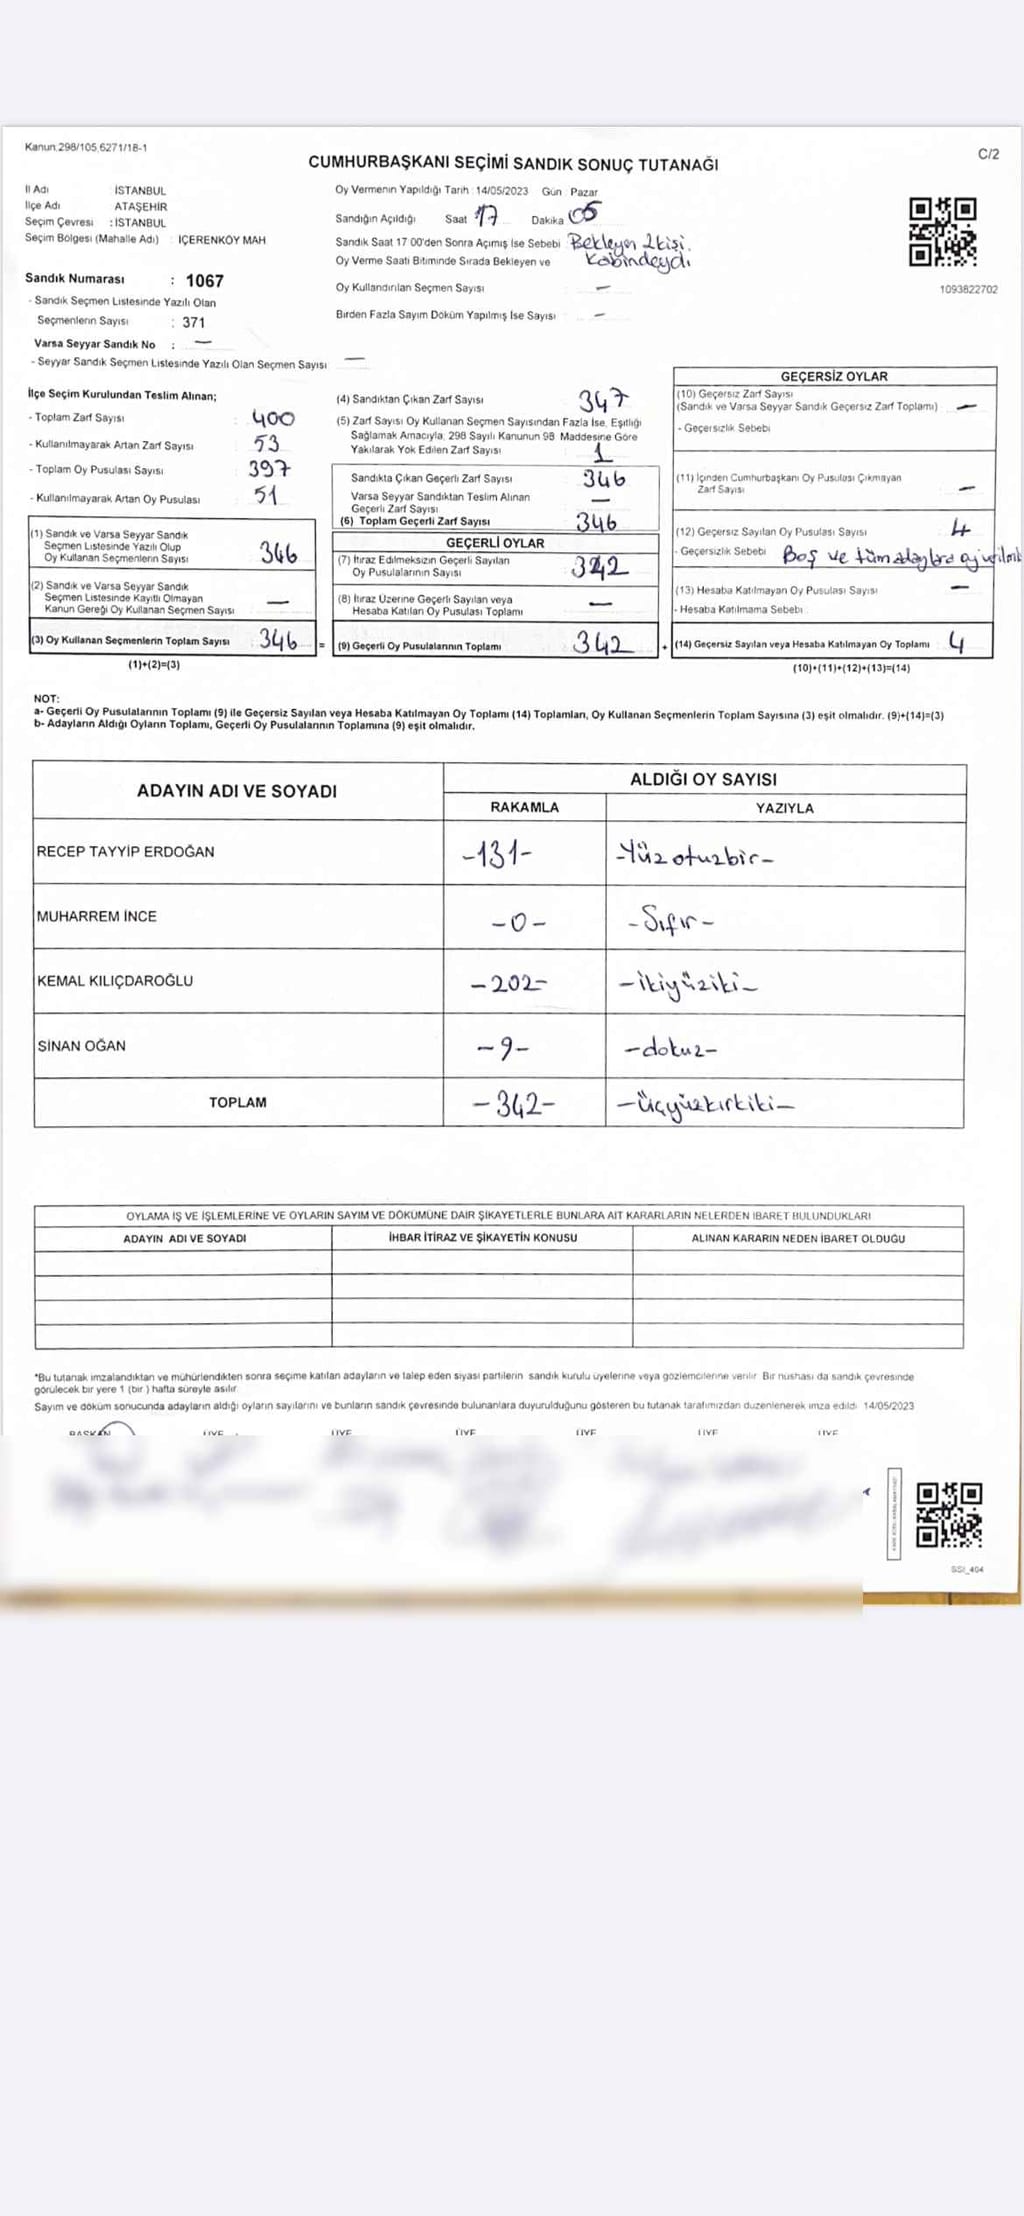 Kanun.298/105,6271/18-1
C/2
CUMHURBAŞKANI SEÇİMİ SANDIK SONUÇ TUTANAĞI
İl Adı İSTANBUL
İlçe Adı ATAŞEHİR
Seçim Çevresi : İSTANBUL
Seçim Bölgesi (Mahalle Adı) : İÇERENKÖY MAH
Oy Vermenin Yapıldığı Tarih : 14/05/2023 Gün Pazar
Sandığın Açıldığı Saat 17 Dakika 05
Sandık Saat 17 00'den Sonra Açımış İse Sebebi Bekleyen 2 kişi.
Oy Verme Saati Bitiminde Sırada Bekleyen ve kabindeydi
Oy Kullandırılan Seçmen Sayısı —
Birden Fazla Sayım Döküm Yapılmış İse Sayısı : —
1093822702
Sandık Numarası : 1067
- Sandık Seçmen Listesinde Yazılı Olan
Seçmenlerin Sayısı : 371
Varsa Seyyar Sandık No : —
- Seyyar Sandık Seçmen Listesinde Yazılı Olan Seçmen Sayısı —
İlçe Seçim Kurulundan Teslim Alınan;
- Toplam Zarf Sayısı : 400
- Kullanılmayarak Artan Zarf Sayısı : 53
- Toplam Oy Pusulası Sayısı : 397
- Kullanılmayarak Artan Oy Pusulası : 51
(1) Sandık ve Varsa Seyyar Sandık
Seçmen Listesinde Yazılı Olup
Oy Kullanan Seçmenlerin Sayısı 346
(2) Sandık ve Varsa Seyyar Sandık
Seçmen Listesinde Kayıtlı Olmayan
Kanun Gereği Oy Kullanan Seçmen Sayısı —
(3) Oy Kullanan Seçmenlerin Toplam Sayısı 346 =
(1)+(2)=(3)
(4) Sandıktan Çıkan Zarf Sayısı 347
(5) Zarf Sayısı Oy Kullanan Seçmen Sayısından Fazla İse, Eşitliği
Sağlamak Amacıyla, 298 Sayılı Kanunun 98 Maddesine Göre
Yakılarak Yok Edilen Zarf Sayısı 1
Sandıkta Çıkan Geçerli Zarf Sayısı 346
Varsa Seyyar Sandıktan Teslim Alınan
Geçerli Zarf Sayısı —
(6) Toplam Geçerli Zarf Sayısı 346
GEÇERLİ OYLAR
(7) İtiraz Edilmeksizin Geçerli Sayılan
Oy Pusulalarının Sayısı 342
(8) İtiraz Üzerine Geçerli Sayılan veya
Hesaba Katılan Oy Pusulası Toplamı —
(9) Geçerli Oy Pusulalarının Toplamı 342 +
GEÇERSİZ OYLAR
(10) Geçersiz Zarf Sayısı
(Sandık ve Varsa Seyyar Sandık Geçersiz Zarf Toplamı) —
- Geçersizlik Sebebi
(11) İçinden Cumhurbaşkanı Oy Pusulası Çıkmayan
Zarf Sayısı —
(12) Geçersiz Sayılan Oy Pusulası Sayısı 4
- Geçersizlik Sebebi Boş ve tüm adaylara oy
(13) Hesaba Katılmayan Oy Pusulası Sayısı —
- Hesaba Katılmama Sebebi
(14) Geçersiz Sayılan veya Hesaba Katılmayan Oy Toplamı 4
(10)+(11)+(12)+(13)=(14)
NOT:
a- Geçerli Oy Pusulalarının Toplamı (9) ile Geçersiz Sayılan veya Hesaba Katılmayan Oy Toplamı (14) Toplamları, Oy Kullanan Seçmenlerin Toplam Sayısına (3) eşit olmalıdır. (9)+(14)=(3)
b- Adayların Aldığı Oyların Toplamı, Geçerli Oy Pusulalarının Toplamına (9) eşit olmalıdır.
ADAYIN ADI VE SOYADI ALDIĞI OY SAYISI
RAKAMLA YAZIYLA
RECEP TAYYİP ERDOĞAN -131- -Yüz otuzbir-
MUHARREM İNCE -0- -Sıfır-
KEMAL KILIÇDAROĞLU -202- -ikiyüziki-
SİNAN OĞAN -9- -dokuz-
TOPLAM -342- -üçyüzkırkiki-
OYLAMA İŞ VE İŞLEMLERİNE VE OYLARIN SAYIM VE DÖKÜMÜNE DAİR ŞİKAYETLERLE BUNLARA AİT KARARLARIN NELERDEN İBARET BULUNDUKLARI
ADAYIN ADI VE SOYADI İHBAR İTİRAZ VE ŞİKAYETİN KONUSU ALINAN KARARIN NEDEN İBARET OLDUĞU
*Bu tutanak imzalandıktan ve mühürlendikten sonra seçime katılan adayların ve talep eden siyasi partilerin sandık kurulu üyelerine veya gözlemcilerine verilir. Bir nüshası da sandık çevresinde
görülecek bir yere 1 (bir ) hafta süreyle asılır
Sayım ve döküm sonucunda adayların aldığı oyların sayılarını ve bunların sandık çevresinde bulunanlara duyurulduğunu gösteren bu tutanak tarafımızdan düzenlenerek imza edildi 14/05/2023
BAŞKAN ÜYE ÜYE ÜYE ÜYE ÜYE ÜYE
SSI_404